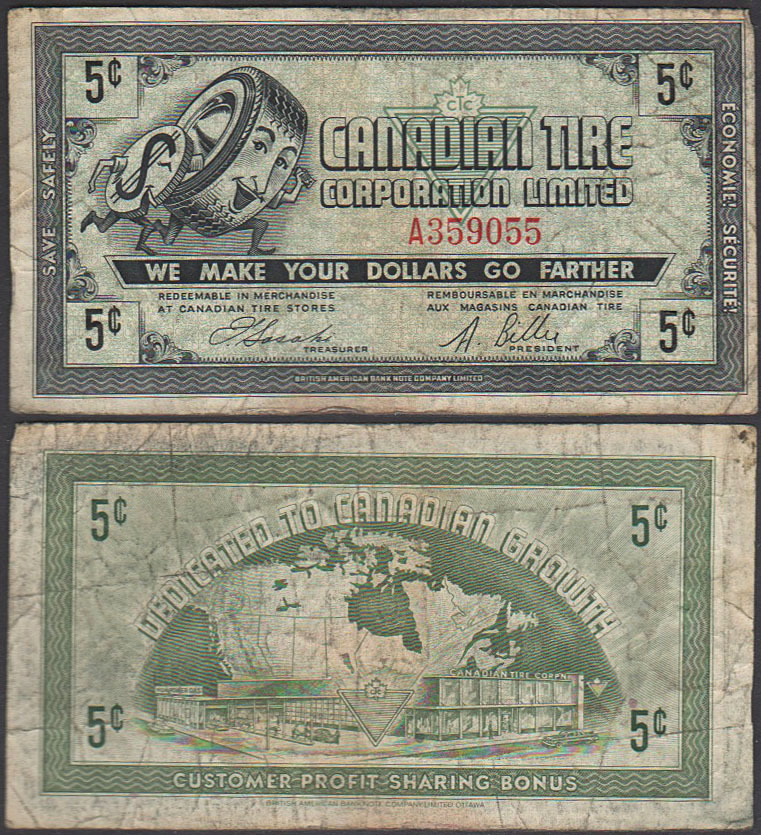 5¢
5¢
SAVE SAFELY
ECONOMIE! SECURITÉ!
$
CTC
CANADIAN TIRE
CORPORATION LIMITED
A359055
WE MAKE YOUR DOLLARS GO FARTHER
REDEEMABLE IN MERCHANDISE
AT CANADIAN TIRE STORES
REMBOURSABLE EN MARCHANDISE
AUX MAGASINS CANADIAN TIRE
5¢
5¢
TREASURER
A. Billes
PRESIDENT
BRITISH AMERICAN BANK NOTE COMPANY LIMITED
5¢
5¢
DEDICATED TO CANADIAN GROWTH
CANADIAN TIRE CORPN
5¢
5¢
CUSTOMER PROFIT SHARING BONUS
BRITISH AMERICAN BANK NOTE COMPANY LIMITED OTTAWA